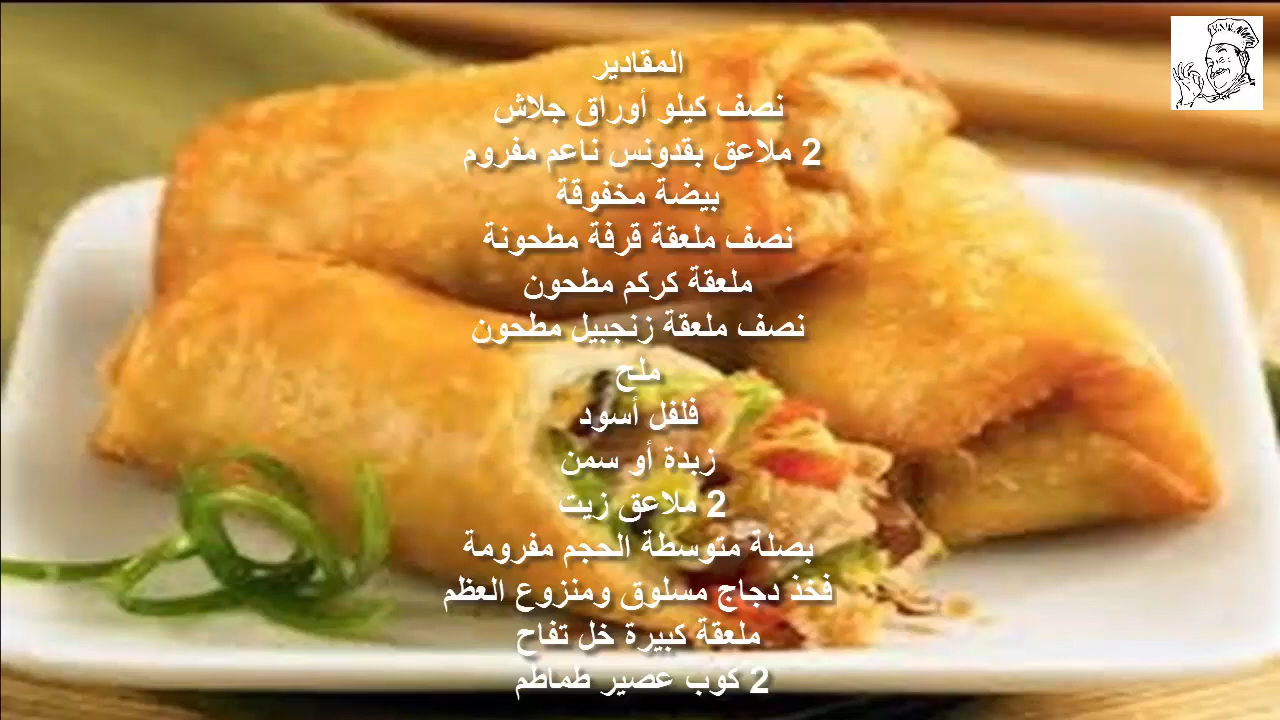 المقادير
نصف كيلو أوراق جلاش
2 ملاعق بقدونس ناعم مفروم
بيضة مخفوقة
نصف ملعقة قرفة مطحونة
ملعقة كركم مطحون
نصف ملعقة زنجبيل مطحون
ملح
فلفل أسود
زبدة أو سمن
2 ملاعق زيت
بصلة متوسطة الحجم مفرومة
فخذ دجاج مسلوق ومنزوع العظم
ملعقة كبيرة خل تفاح
2 كوب عصير طماطم